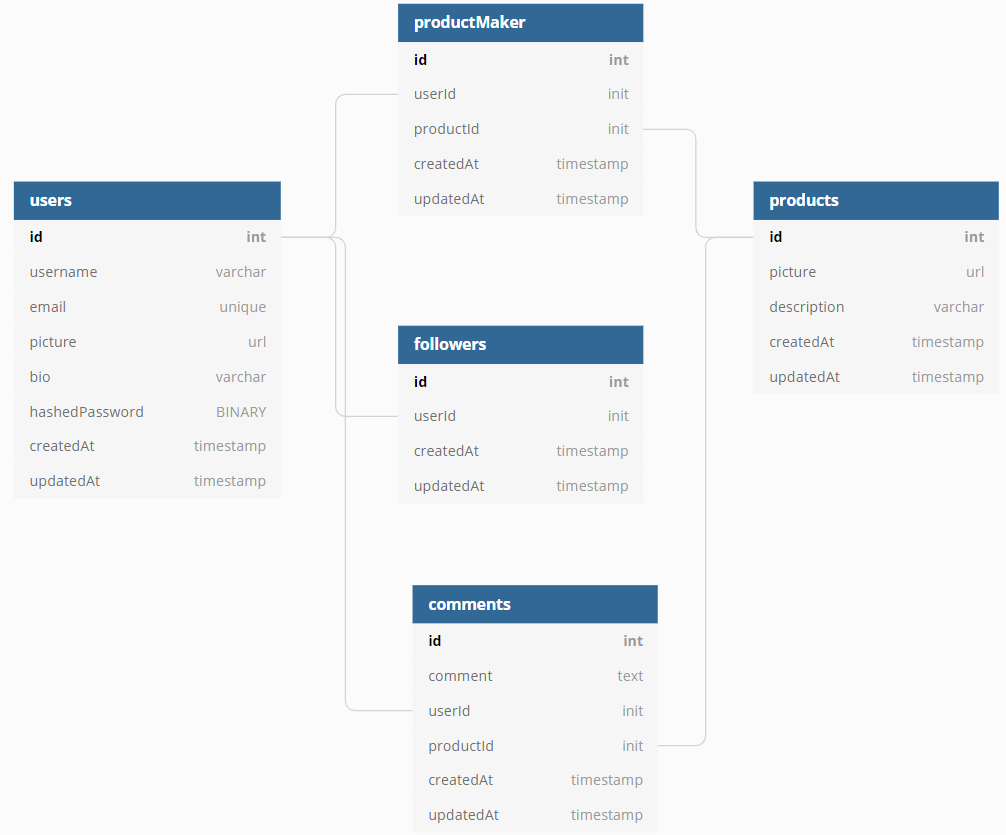 productMaker
id int
userId init
productId init
createdAt timestamp
updatedAt timestamp
users
id int
username varchar
email unique
picture url
bio varchar
hashedPassword BINARY
createdAt timestamp
updatedAt timestamp
products
id int
picture url
description varchar
createdAt timestamp
updatedAt timestamp
followers
id int
userId init
createdAt timestamp
updatedAt timestamp
comments
id int
comment text
userId init
productId init
createdAt timestamp
updatedAt timestamp